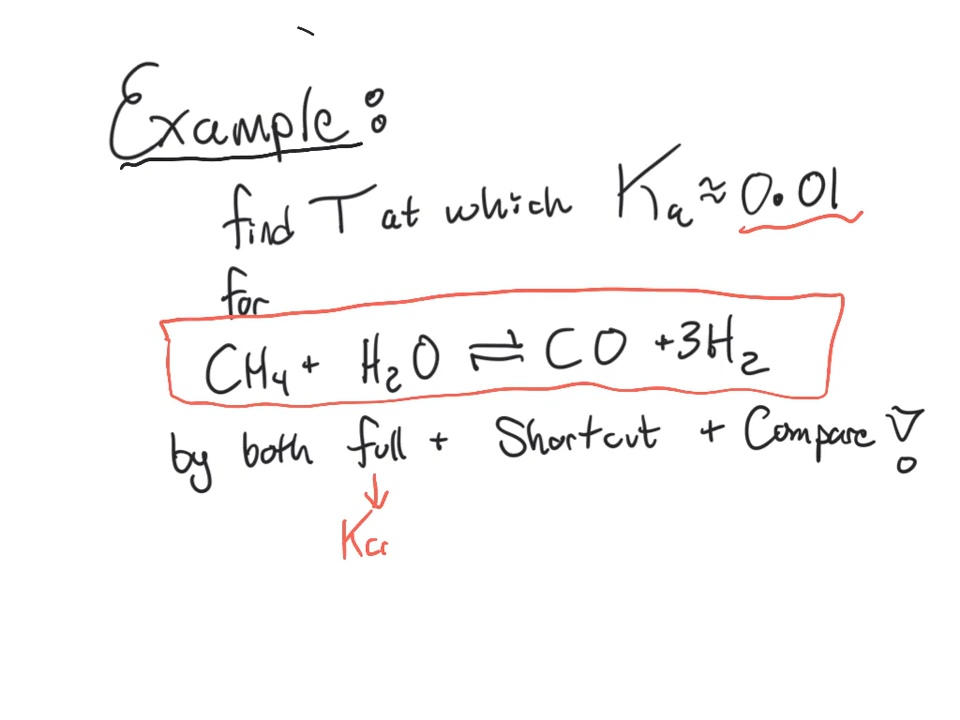 Example:
find T at which Ka ≈ 0.01
for
CH4 + H2O ⇌ CO + 3H2
by both full + Shortcut + Compare!
Ka